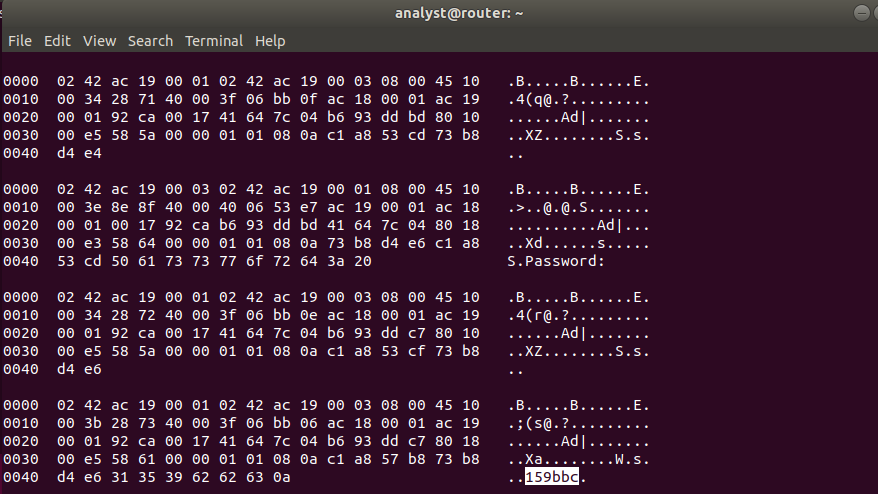 analyst@router: ~
File Edit View Search Terminal Help
0000  02 42 ac 19 00 01 02 42 ac 19 00 03 08 00 45 10   .B.....B......E.
0010  00 34 28 71 40 00 3f 06 bb 0f ac 18 00 01 ac 19   .4(q@.?.........
0020  00 01 92 ca 00 17 41 64 7c 04 b6 93 dd bd 80 10   ......Ad|.......
0030  00 e5 58 5a 00 00 01 01 08 0a c1 a8 53 cd 73 b8   ..XZ........S.s.
0040  d4 e4                                             ..
0000  02 42 ac 19 00 03 02 42 ac 19 00 01 08 00 45 10   .B.....B......E.
0010  00 3e 8e 8f 40 00 40 06 53 e7 ac 19 00 01 ac 18   .>..@.@.S.......
0020  00 01 00 17 92 ca b6 93 dd bd 41 64 7c 04 80 18   ..........Ad|...
0030  00 e3 58 64 00 00 01 01 08 0a 73 b8 d4 e6 c1 a8   ..Xd......s.....
0040  53 cd 50 61 73 73 77 6f 72 64 3a 20               S.Password:
0000  02 42 ac 19 00 01 02 42 ac 19 00 03 08 00 45 10   .B.....B......E.
0010  00 34 28 72 40 00 3f 06 bb 0e ac 18 00 01 ac 19   .4(r@.?.........
0020  00 01 92 ca 00 17 41 64 7c 04 b6 93 dd c7 80 10   ......Ad|.......
0030  00 e5 58 5a 00 00 01 01 08 0a c1 a8 53 cf 73 b8   ..XZ........S.s.
0040  d4 e6                                             ..
0000  02 42 ac 19 00 01 02 42 ac 19 00 03 08 00 45 10   .B.....B......E.
0010  00 3b 28 73 40 00 3f 06 bb 06 ac 18 00 01 ac 19   .;(s@.?.........
0020  00 01 92 ca 00 17 41 64 7c 04 b6 93 dd c7 80 18   ......Ad|.......
0030  00 e5 58 61 00 00 01 01 08 0a c1 a8 57 b8 73 b8   ..Xa........W.s.
0040  d4 e6 31 35 39 62 62 63 0a                        ..159bbc.